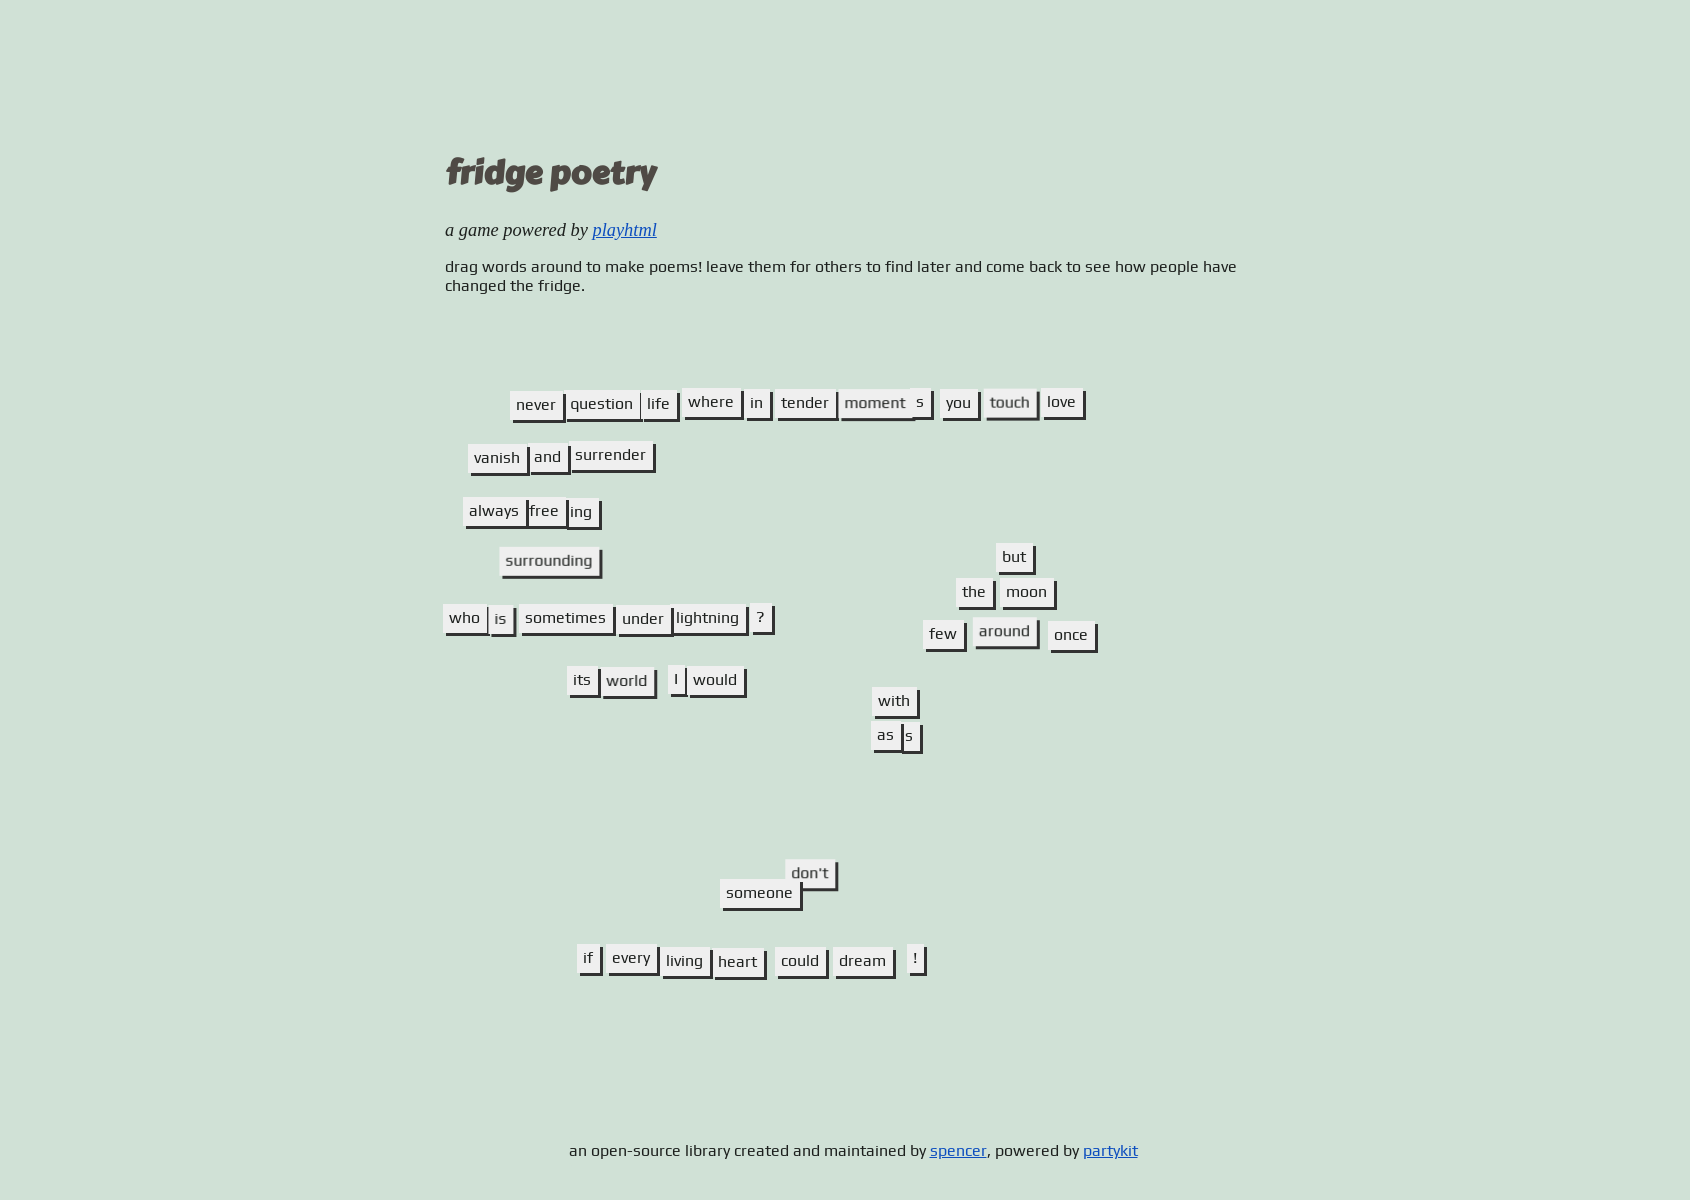 fridge poetry
a game powered by playhtml
drag words around to make poems! leave them for others to find later and come back to see how people have
changed the fridge.
never question life where in tender moment s you touch love
vanish and surrender
always free ing
surrounding
but
the moon
who is sometimes under lightning ?
few around once
its world I would
with
as s
don't
someone
if every living heart could dream !
an open-source library created and maintained by spencer, powered by partykit